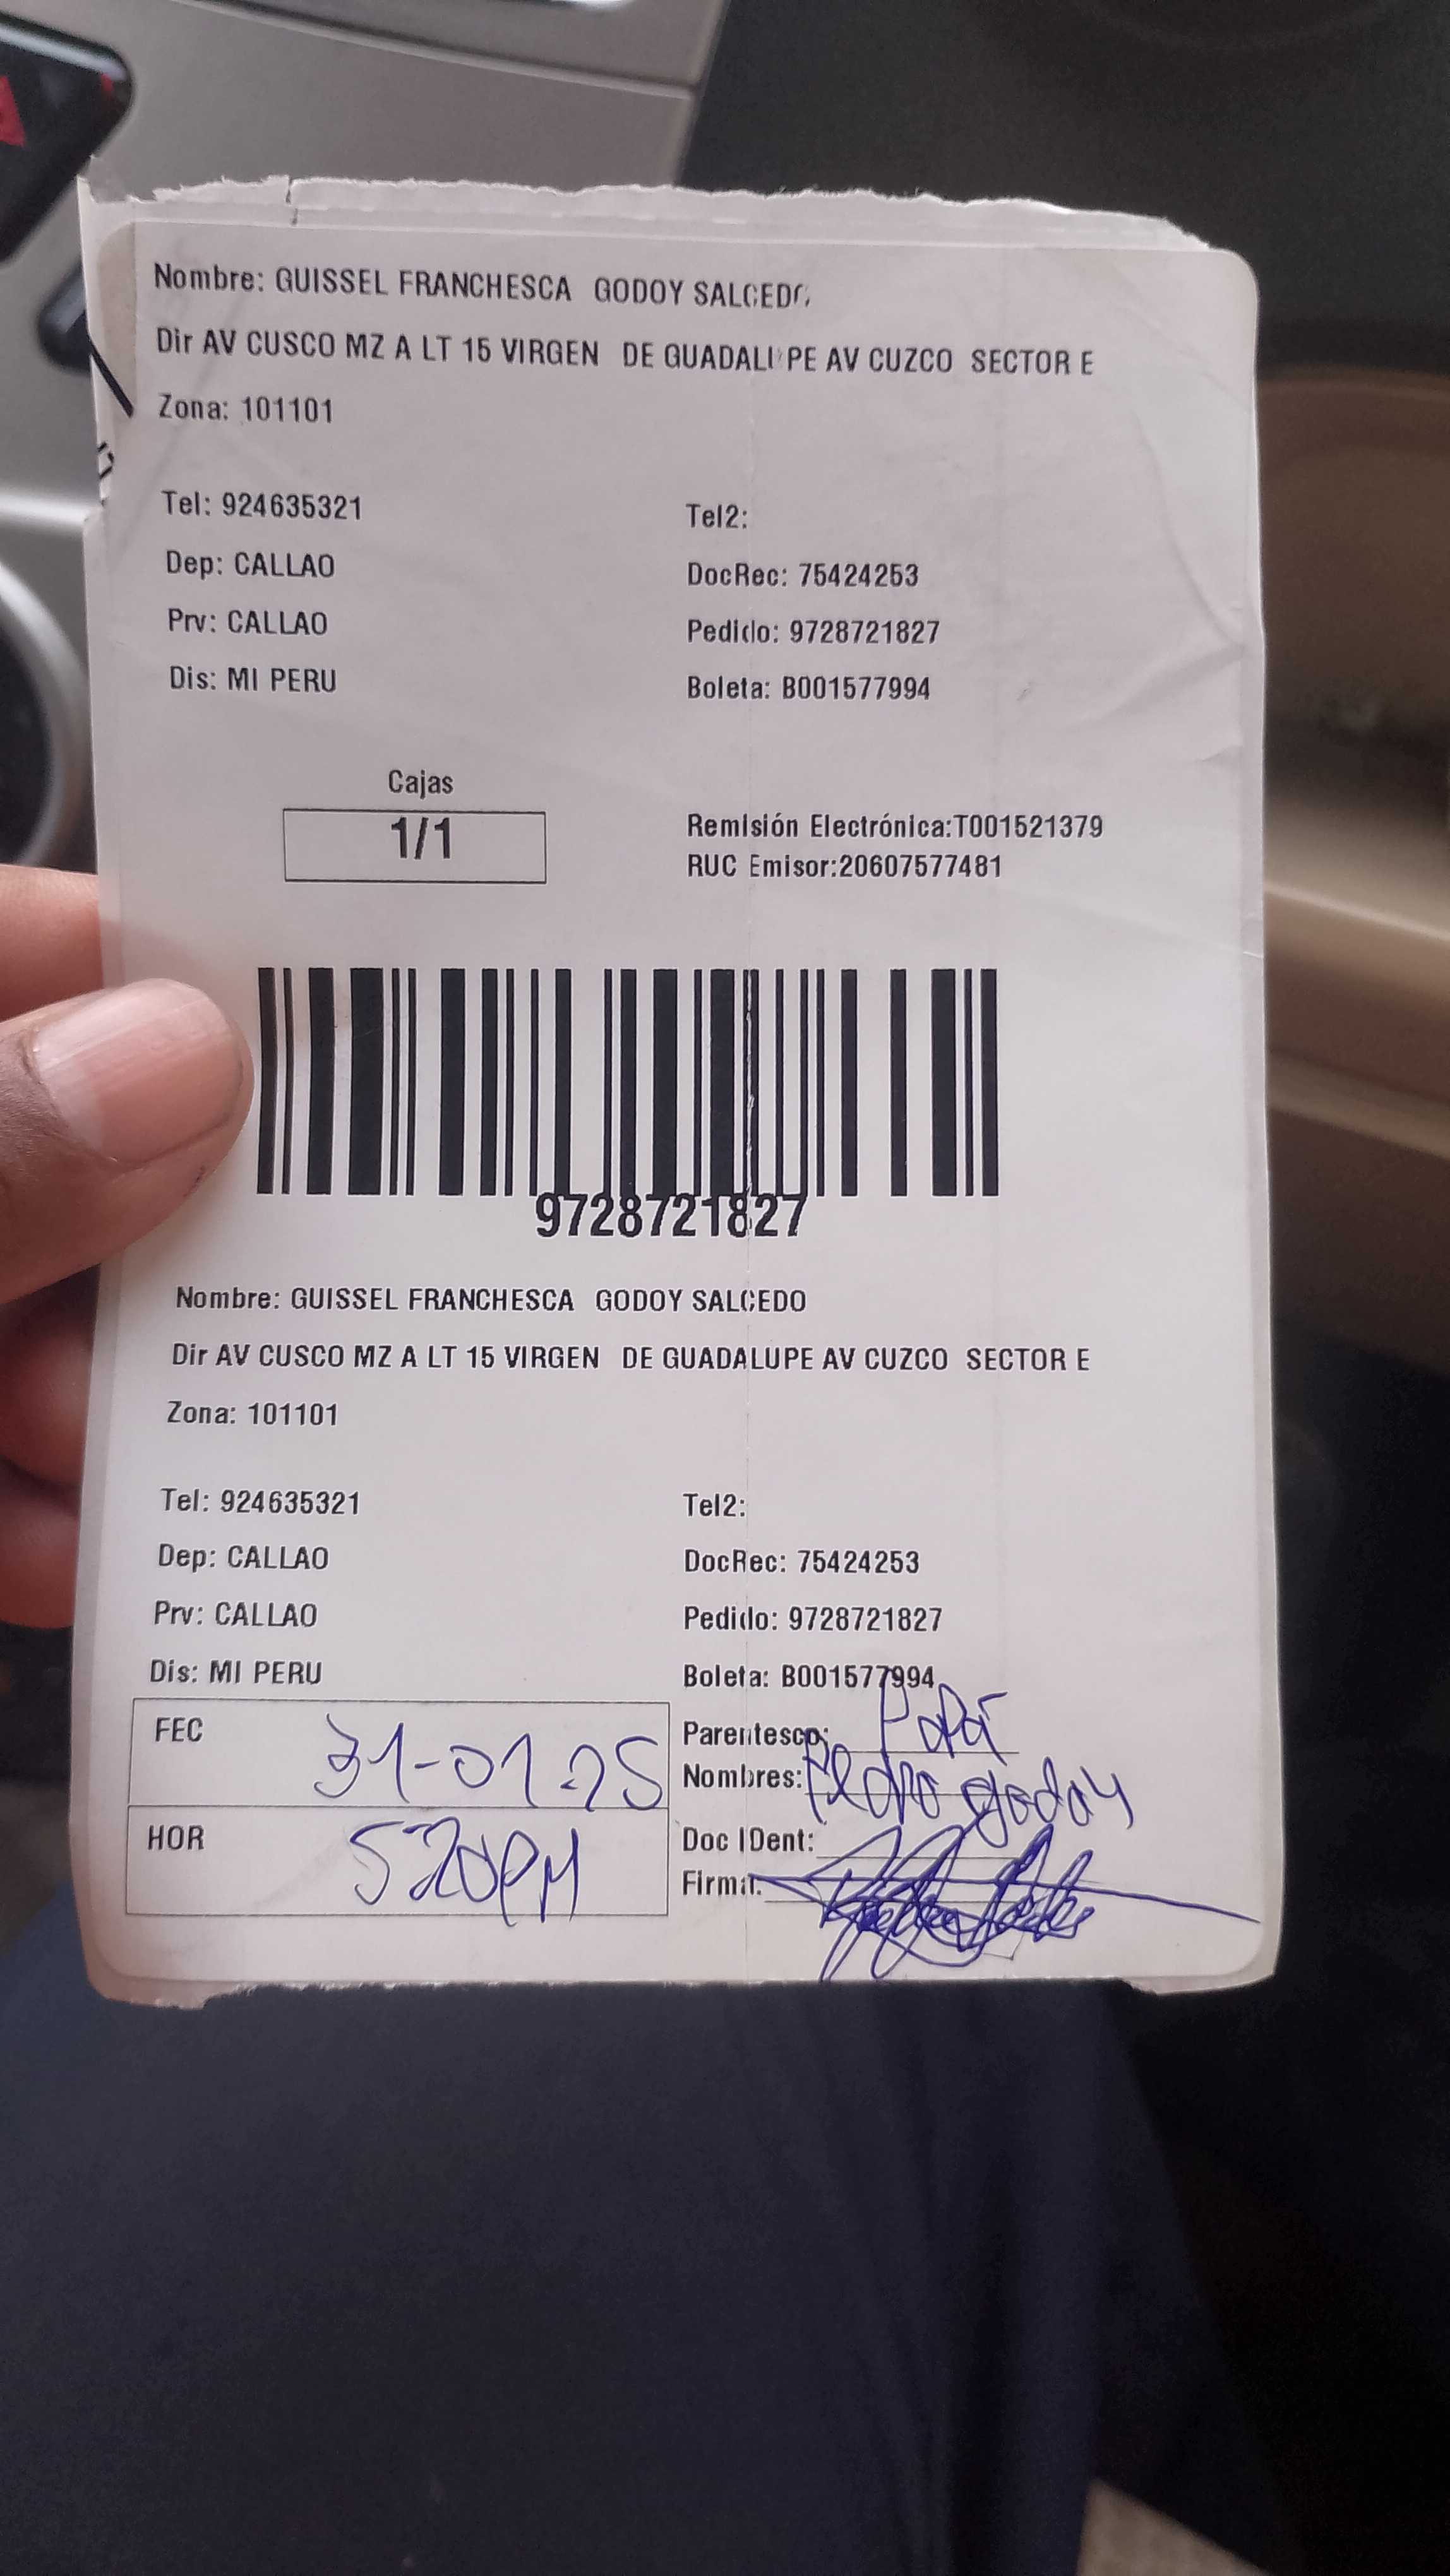 Nombre: GUISSEL FRANCHESCA GODOY SALCEDO
Dir AV CUSCO MZ A LT 15 VIRGEN DE GUADALUPE AV CUZCO SECTOR E
Zona: 101101
Tel: 924635321 Tel2:
Dep: CALLAO DocRec: 75424253
Prv: CALLAO Pedido: 9728721827
Dis: MI PERU Boleta: B001577994
Cajas
1/1
Remisión Electrónica:T001521379
RUC Emisor:20607577481
9728721827
Nombre: GUISSEL FRANCHESCA GODOY SALCEDO
Dir AV CUSCO MZ A LT 15 VIRGEN DE GUADALUPE AV CUZCO SECTOR E
Zona: 101101
Tel: 924635321 Tel2:
Dep: CALLAO DocRec: 75424253
Prv: CALLAO Pedido: 9728721827
Dis: MI PERU Boleta: B001577994
FEC 31-01-25 Parentesco: Papá
Nombres: Pedro godoy
HOR 520PM Doc IDent:
Firma: